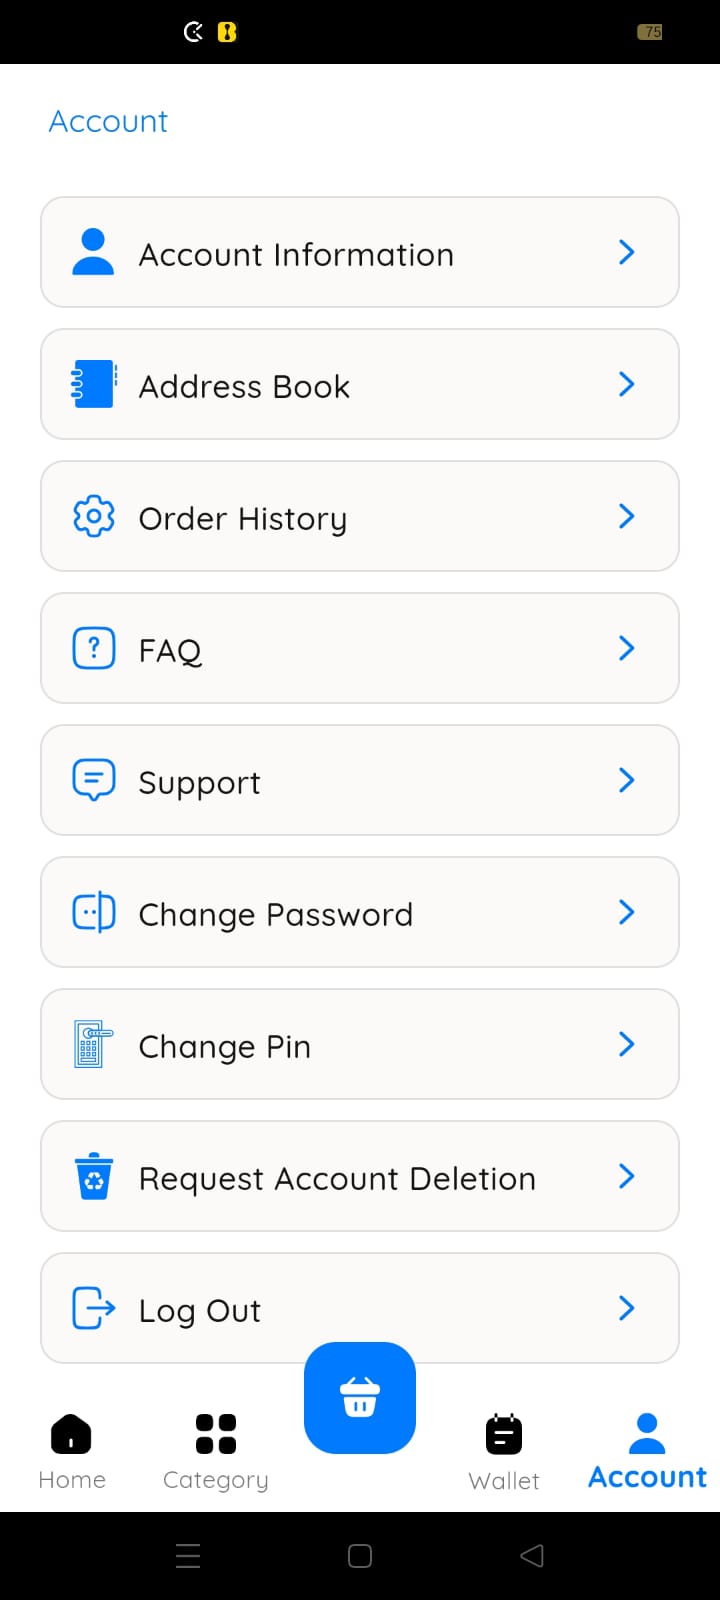 75
Account
Account Information
Address Book
Order History
?
FAQ
Support
Change Password
Change Pin
Request Account Deletion
Log Out
Home
Category
Wallet
Account